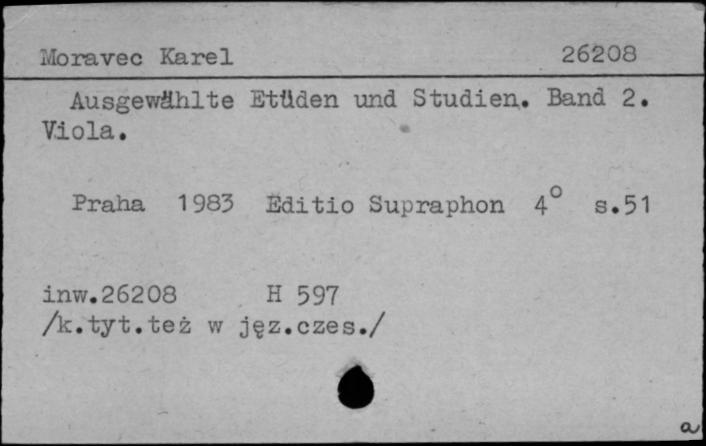 Moravec Karel 26208
Ausgewählte Etüden und Studien. Band 2.
Viola.
Praha 1983 Editio Supraphon 4° s.51
inw.26208 H 597
/k.tyt.też w jęz.czes./
a